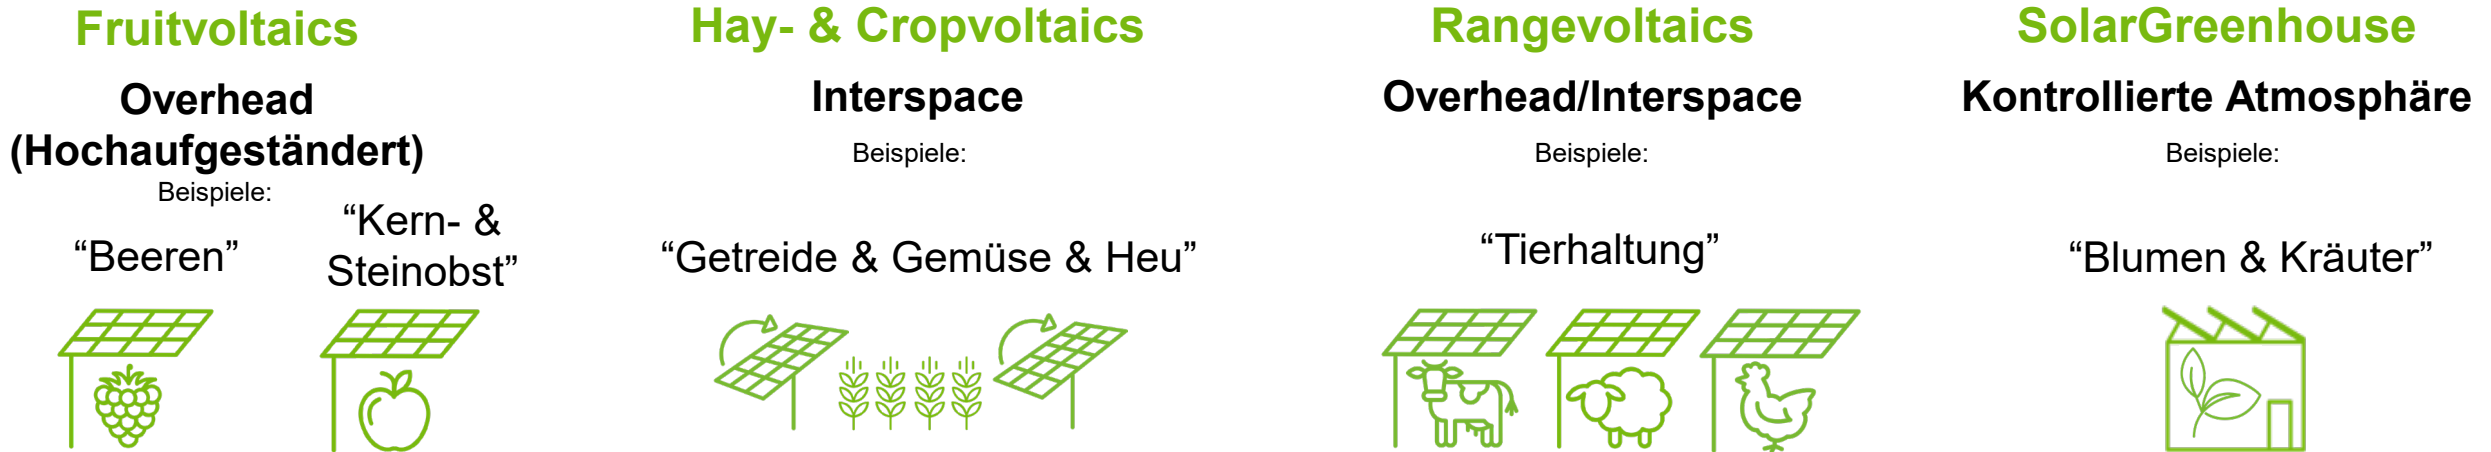 Fruitvoltaics
Overhead
(Hochaufgeständert)
Beispiele:
“Beeren”
“Kern- &
Steinobst”
Hay- & Cropvoltaics
Interspace
Beispiele:
“Getreide & Gemüse & Heu”
Rangevoltaics
Overhead/Interspace
Beispiele:
“Tierhaltung”
SolarGreenhouse
Kontrollierte Atmosphäre
Beispiele:
“Blumen & Kräuter”